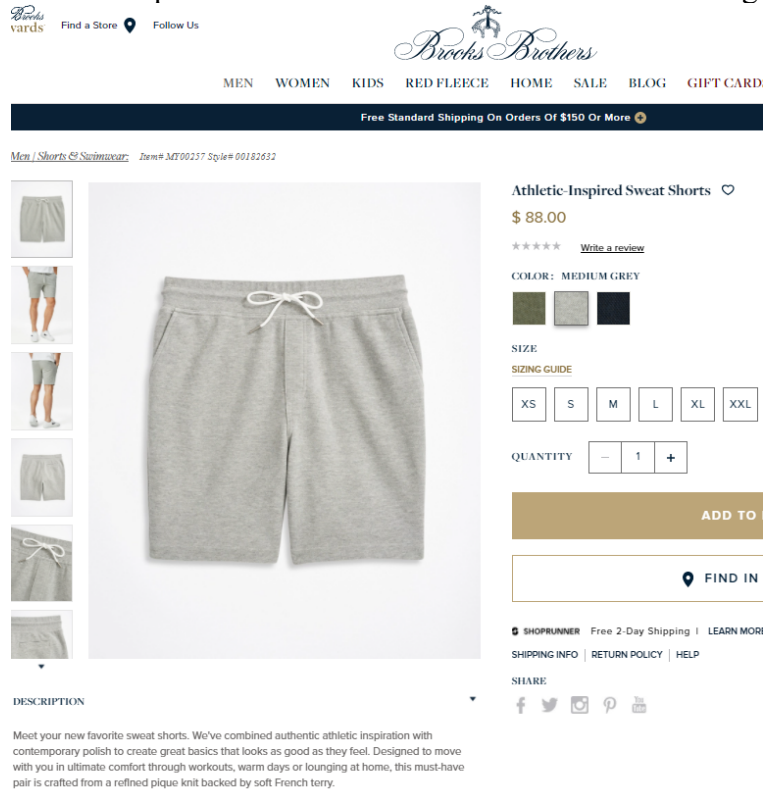 Brooks
vards
Find a Store
Follow Us
Brooks Brothers
MEN WOMEN KIDS RED FLEECE HOME SALE BLOG GIFT CARDS
Free Standard Shipping On Orders Of $150 Or More
Men | Shorts & Swimwear: Item# MY00257 Style# 00182632
Athletic-Inspired Sweat Shorts
$ 88.00
Write a review
COLOR: MEDIUM GREY
SIZE
SIZING GUIDE
XS S M L XL XXL
QUANTITY − 1 +
ADD TO
FIND IN
SHOPRUNNER Free 2-Day Shipping | LEARN MORE
SHIPPING INFO | RETURN POLICY | HELP
SHARE
You Tube
DESCRIPTION
Meet your new favorite sweat shorts. We've combined authentic athletic inspiration with
contemporary polish to create great basics that looks as good as they feel. Designed to move
with you in ultimate comfort through workouts, warm days or lounging at home, this must-have
pair is crafted from a refined pique knit backed by soft French terry.